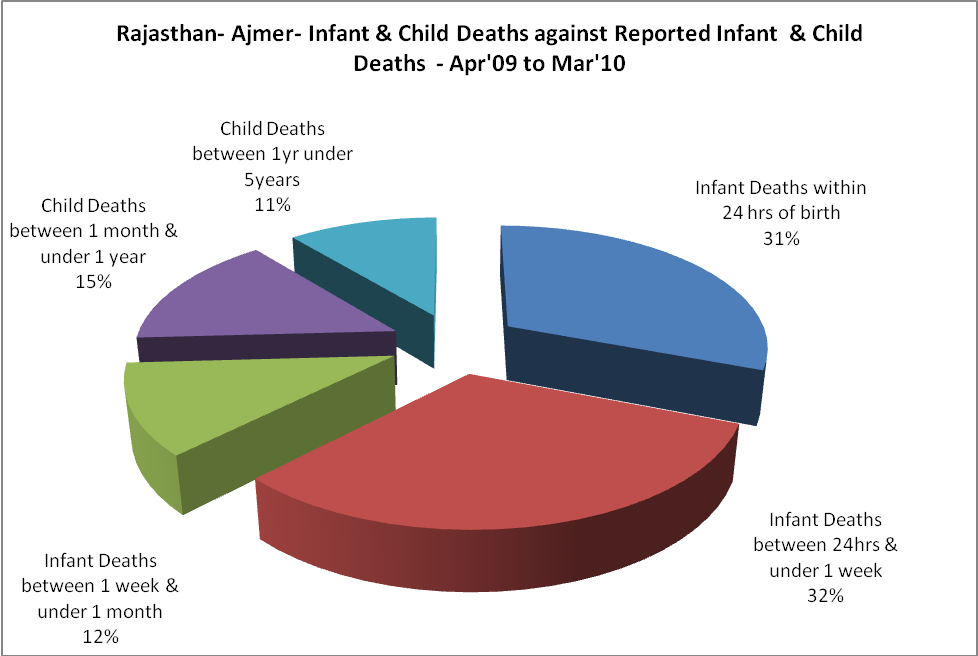 Rajasthan- Ajmer- Infant & Child Deaths against Reported Infant & Child
Deaths - Apr'09 to Mar'10
Child Deaths
between 1yr under
5years
11%
Infant Deaths within
24 hrs of birth
31%
Child Deaths
between 1 month &
under 1 year
15%
Infant Deaths
between 24hrs &
under 1 week
32%
Infant Deaths
between 1 week &
under 1 month
12%